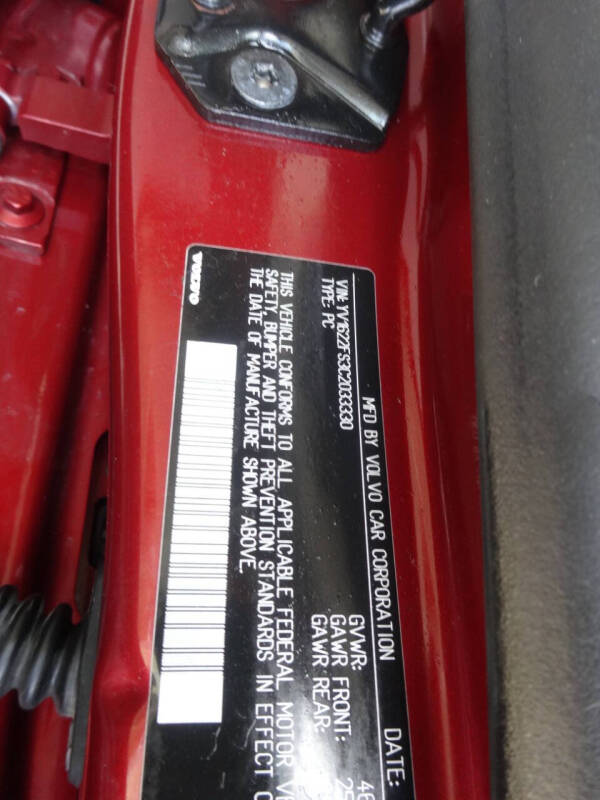 MFD BY VOLVO CAR CORPORATION DATE:
VIN: YV1622FS3C2033330
TYPE: PC
GVWR: 46
GAWR FRONT: 25
GAWR REAR:
THIS VEHICLE CONFORMS TO ALL APPLICABLE FEDERAL MOTOR VE
SAFETY, BUMPER AND THEFT PREVENTION STANDARDS IN EFFECT O
THE DATE OF MANUFACTURE SHOWN ABOVE.
VOLVO